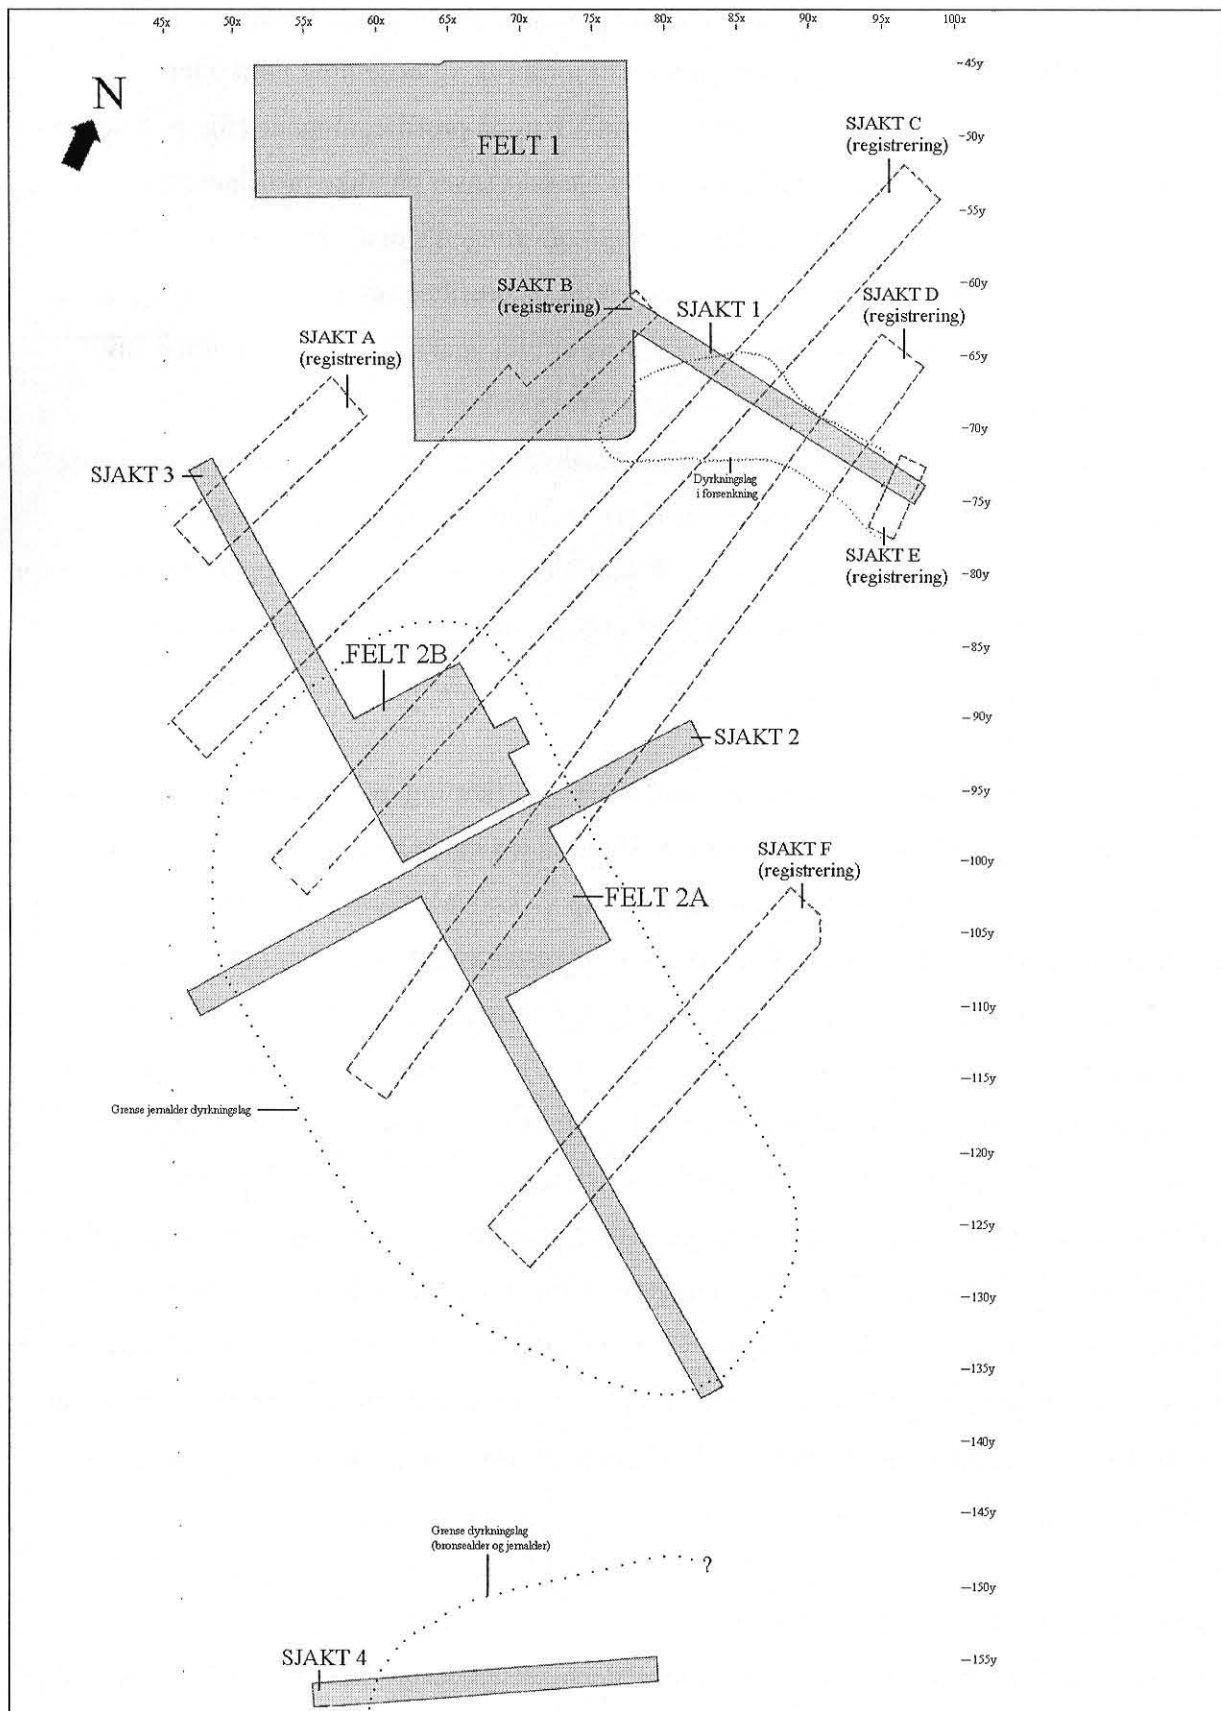 45x 50x 55x 60x 65x 70x 75x 80x 85x 90x 95x 100x
N
FELT 1
SJAKT C
(registrering)
SJAKT B
(registrering)
SJAKT 1
SJAKT D
(registrering)
SJAKT A
(registrering)
SJAKT 3
Dyrkningslag
i forsenkning
SJAKT E
(registrering)
FELT 2B
SJAKT 2
SJAKT F
(registrering)
FELT 2A
Grense jernalder dyrkningslag
Grense dyrkningslag
(bronsealder og jernalder)
?
SJAKT 4
45y
50y
55y
60y
65y
70y
75y
80y
85y
90y
95y
100y
105y
110y
115y
120y
125y
130y
135y
140y
145y
150y
155y